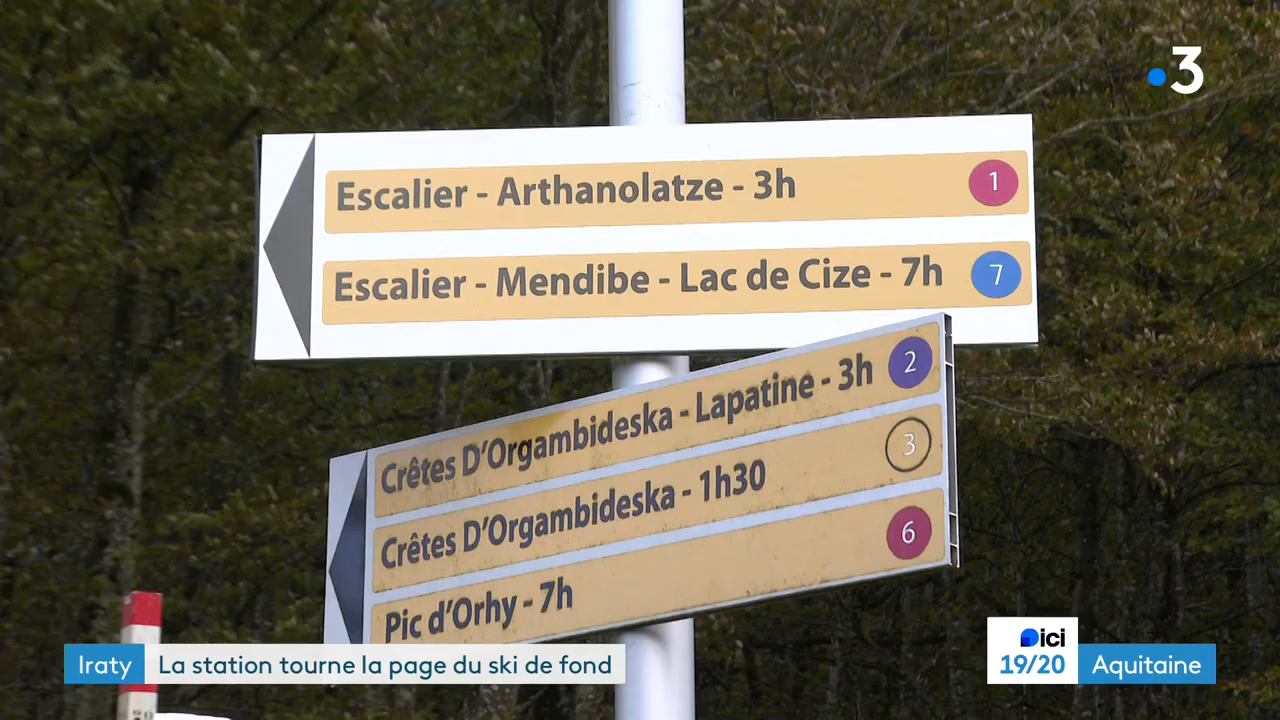 3
Escalier - Arthanolatze - 3h 1
Escalier - Mendibe - Lac de Cize - 7h 7
Crêtes D'Orgambideska - Lapatine - 3h 2
Crêtes D'Orgambideska - 1h30 3
Pic d'Orhy - 7h 6
Iraty La station tourne la page du ski de fond
ici
19/20 Aquitaine